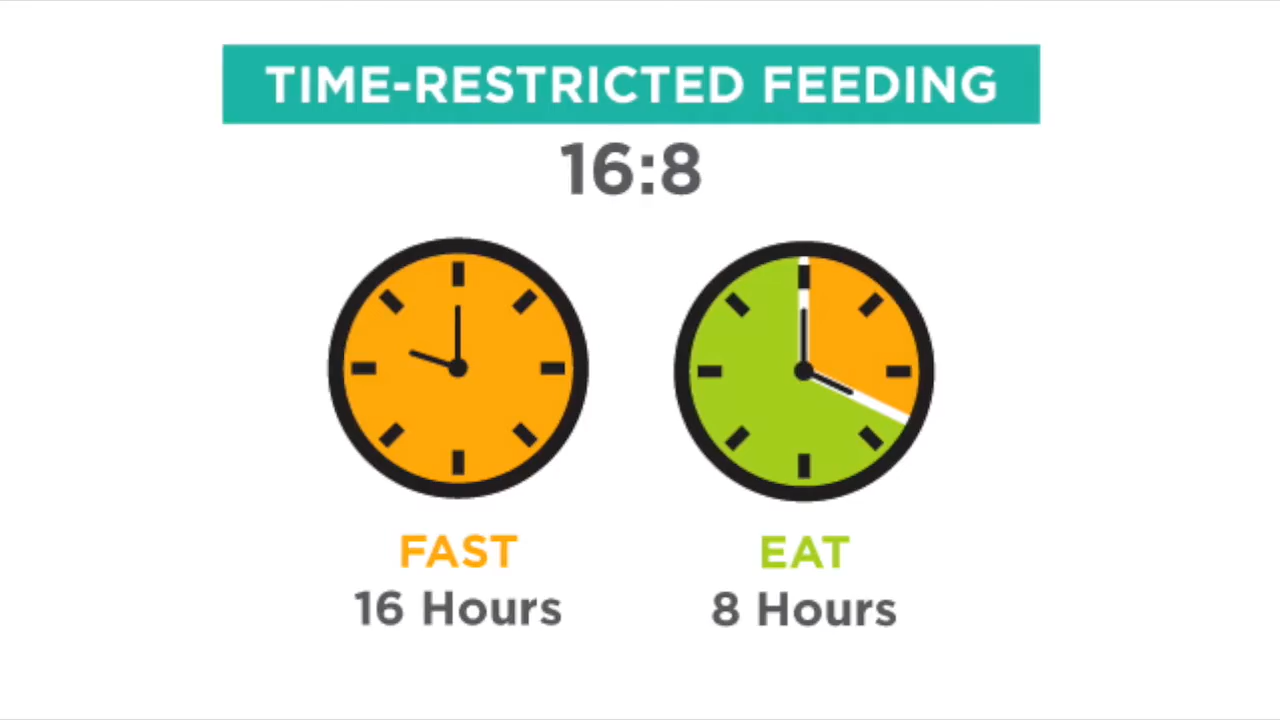 TIME-RESTRICTED FEEDING
16:8
FAST
16 Hours
EAT
8 Hours